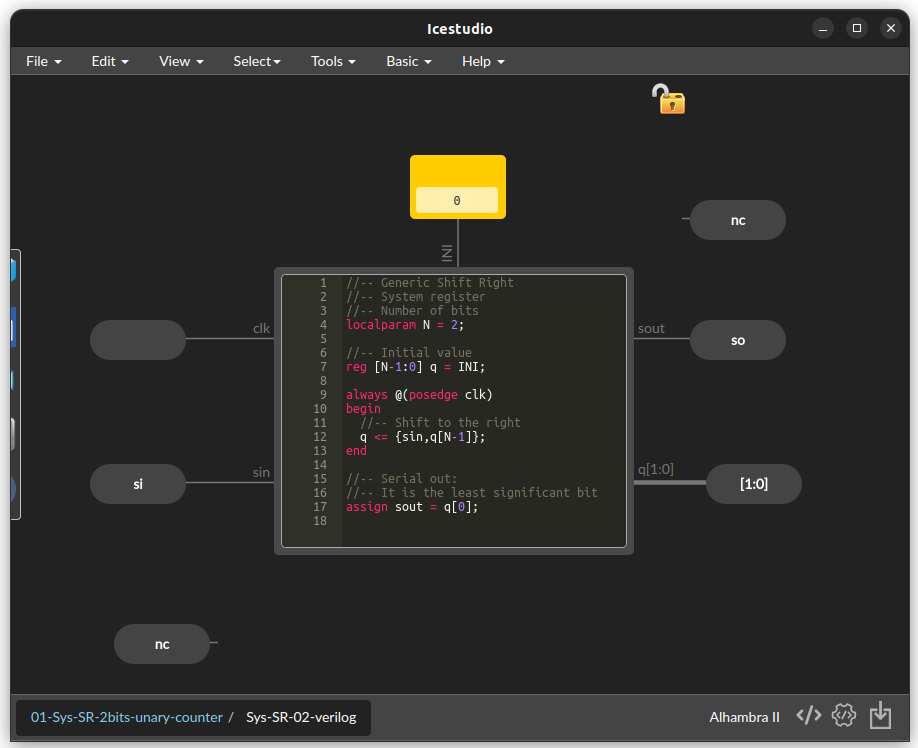 Icestudio
File Edit View Select Tools Basic Help
0
nc
INI
clk
sout
so
sin
si
q[1:0]
[1:0]
1 //-- Generic Shift Right
2 //-- System register
3 //-- Number of bits
4 localparam N = 2;
5
6 //-- Initial value
7 reg [N-1:0] q = INI;
8
9 always @(posedge clk)
10 begin
11 //-- Shift to the right
12 q <= {sin,q[N-1]};
13 end
14
15 //-- Serial out:
16 //-- It is the least significant bit
17 assign sout = q[0];
18
nc
01-Sys-SR-2bits-unary-counter / Sys-SR-02-verilog
Alhambra II